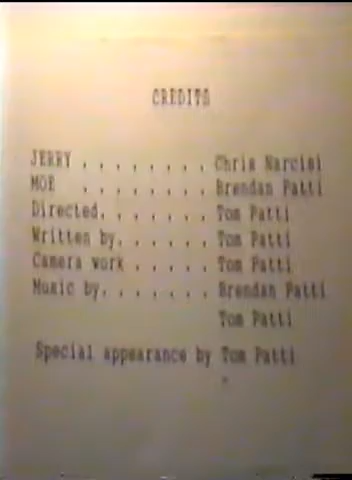 CREDITS
JERRY . . . . . . . . Chris Narcisi
MOE . . . . . . . . Brendan Patti
Directed. . . . . . . Tom Patti
Written by. . . . . . Tom Patti
Camera work . . . . . Tom Patti
Music by. . . . . . . Brendan Patti
Tom Patti
Special appearance by Tom Patti